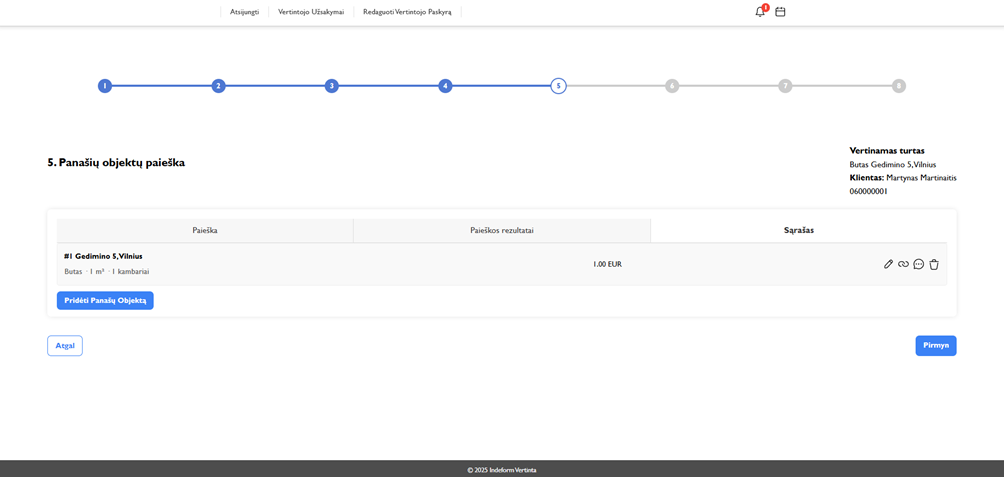 Atsijungti
Vertintojo Užsakymai
Redaguoti Vertintojo Paskyrą
1
1
2
3
4
5
6
7
8
5. Panašių objektų paieška
Vertinamas turtas
Butas Gedimino 5, Vilnius
Klientas: Martynas Martinaitis
060000001
Paieška
Paieškos rezultatai
Sąrašas
#1 Gedimino 5, Vilnius
Butas · 1 m² · 1 kambariai
1.00 EUR
Pridėti Panašų Objektą
Atgal
Pirmyn
© 2025 Indeform Vertinta